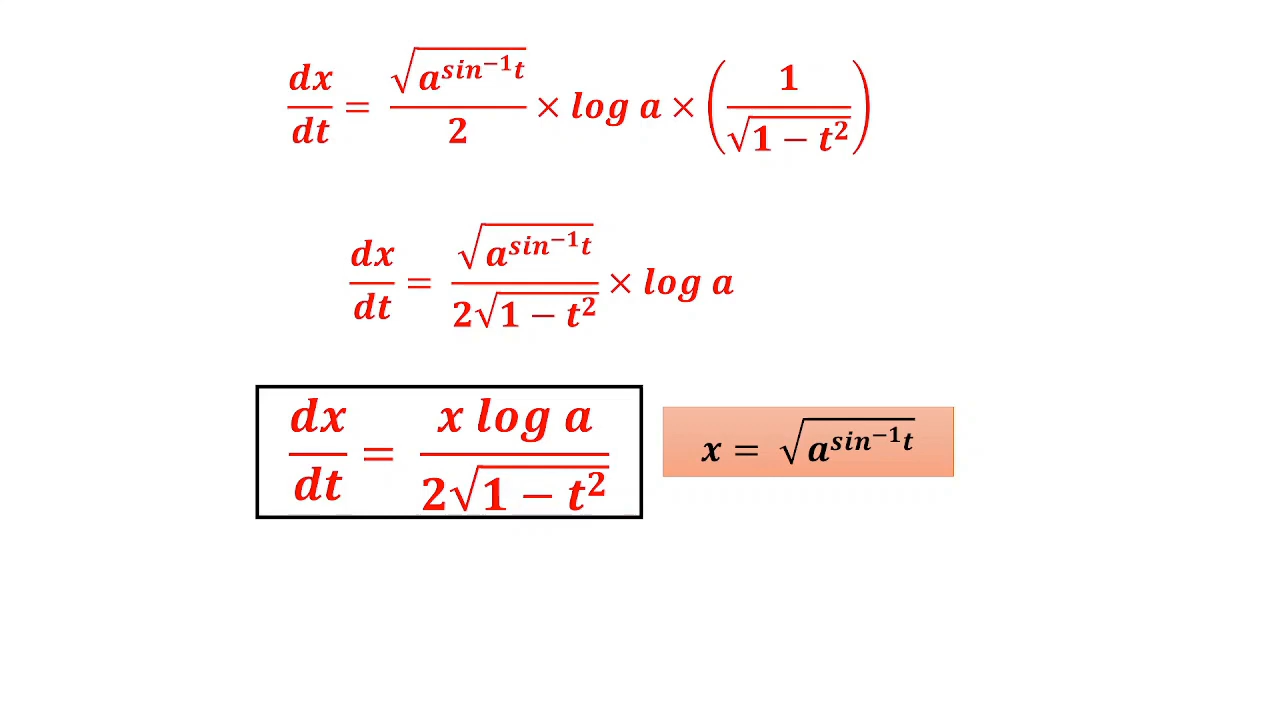 dx/dt = √(a^(sin⁻¹t))/2 × log a × (1/√(1 − t²))
dx/dt = √(a^(sin⁻¹t))/(2√(1 − t²)) × log a
dx/dt = (x log a)/(2√(1 − t²))
x = √(a^(sin⁻¹t))